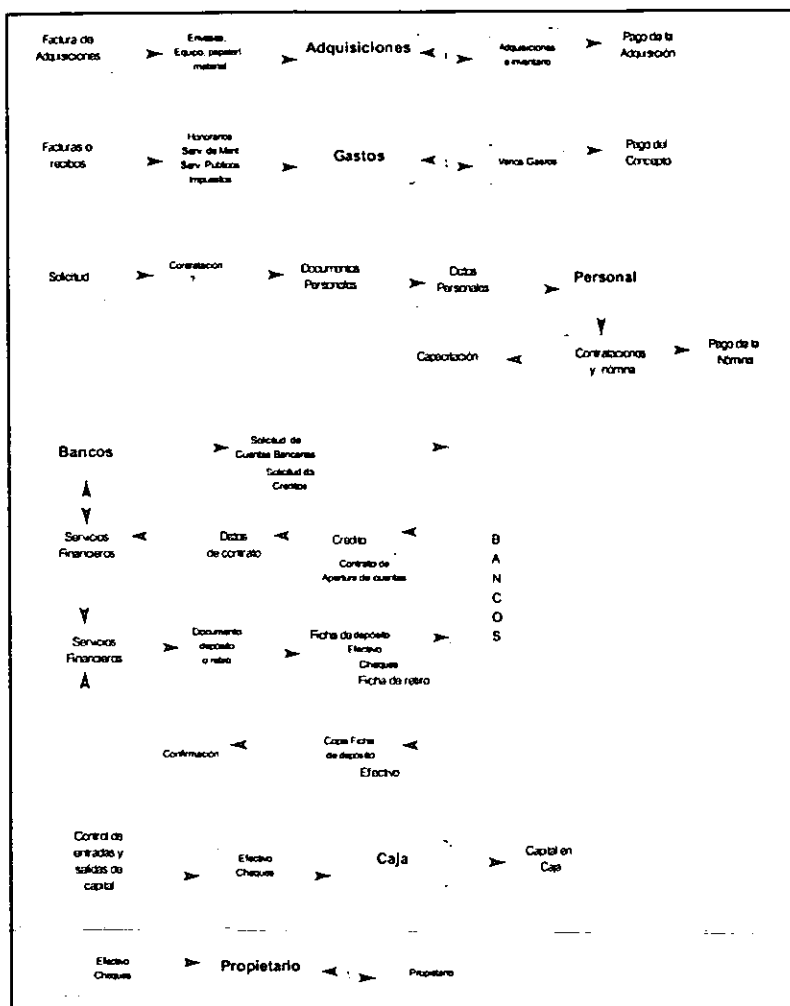 Factura de
Adquisiciones
Envases,
Equipo, papelerí
material
Adquisiciones
Adquisiciones
e inventario
Pago de la
Adquisición
Facturas o
recibos
Honorarios
Serv de Mant
Serv Publicos
Impuestos
Gastos
Varios Gastos
Pago del
Concepto
Solicitud
Contratación
?
Documentos
Personales
Datos
Personales
Personal
Capacitación
Contrataciones
y nómina
Pago de la
Nómina
Bancos
Solicitud de
Cuentas Bancarias
Solicitud de
Creditos
Servicios
Financieros
Datos
de contrato
Crédito
Contrato de
Apertura de cuentas
B
A
N
C
O
S
Servicios
Financieros
Documento
depósito
o retiro
Ficha de depósito
Efectivo
Cheques
Ficha de retiro
Confirmación
Copia Ficha
de depósito
Efectivo
Control de
entradas y
salidas de
capital
Efectivo
Cheques
Caja
Capital en
Caja
Efectivo
Cheques
Propietario
Propietario